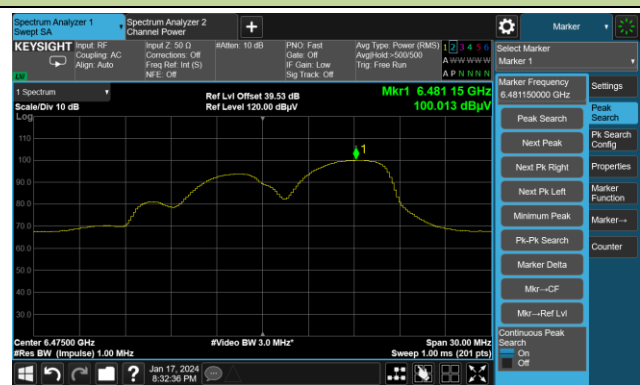 Spectrum Analyzer 1
Swept SA
Spectrum Analyzer 2
Channel Power
Marker
KEYSIGHT
Input: RF
Coupling: AC
Align: Auto
Input Z: 50 Ω
Corrections: Off
Freq Ref: Int (S)
NFE: Off
#Atten: 10 dB
PNO: Fast
Gate: Off
IF Gain: Low
Sig Track: Off
Avg Type: Power (RMS)
Avg|Hold:>500/500
Trig: Free Run
1 2 3 4 5 6
A W W W W W
A P N N N N
LW
Select Marker
Marker 1
1 Spectrum
Scale/Div 10 dB
Log
Ref Lvl Offset 39.53 dB
Ref Level 120.00 dBµV
Mkr1 6.481 15 GHz
100.013 dBµV
110
100
90.0
80.0
70.0
60.0
50.0
40.0
30.0
1
Center 6.47500 GHz
#Res BW (Impulse) 1.00 MHz
#Video BW 3.0 MHz*
Span 30.00 MHz
Sweep 1.00 ms (201 pts)
Marker Frequency
6.481150000 GHz
Peak Search
Next Peak
Next Pk Right
Next Pk Left
Minimum Peak
Pk-Pk Search
Marker Delta
Mkr→CF
Mkr→Ref Lvl
Continuous Peak
Search
On
Off
Settings
Peak
Search
Pk Search
Config
Properties
Marker
Function
Marker→
Counter
Jan 17, 2024
8:32:36 PM